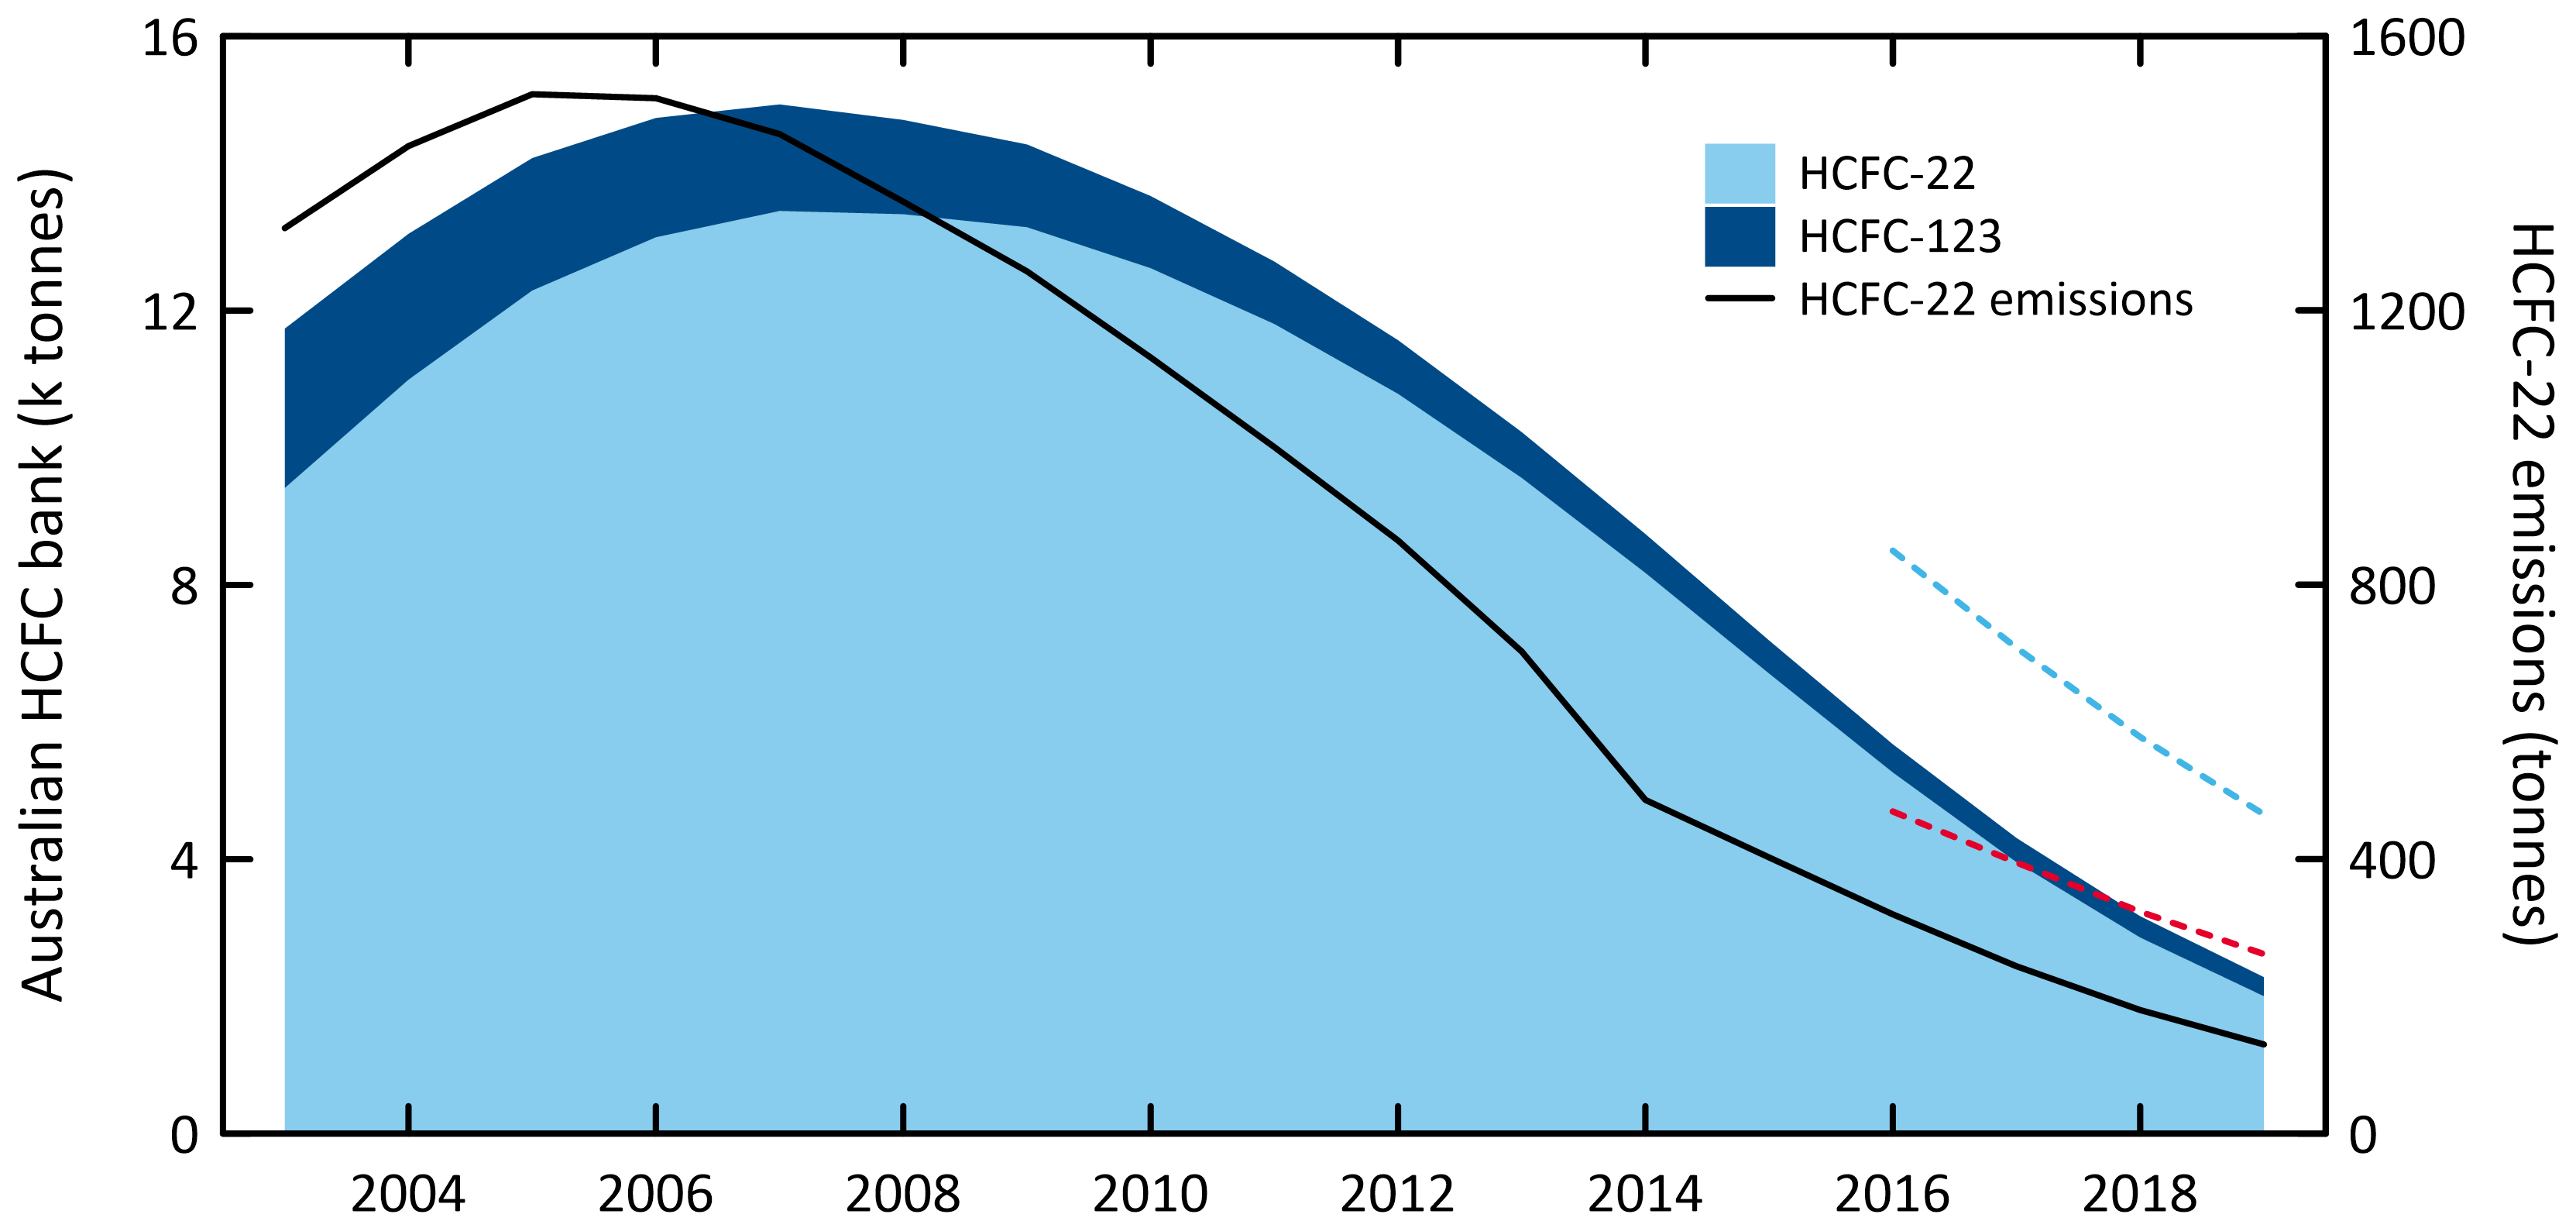 Australian HCFC bank (k tonnes)
16
12
8
4
0
HCFC-22
HCFC-123
HCFC-22 emissions
1600
1200
800
400
0
HCFC-22 emissions (tonnes)
2004 2006 2008 2010 2012 2014 2016 2018